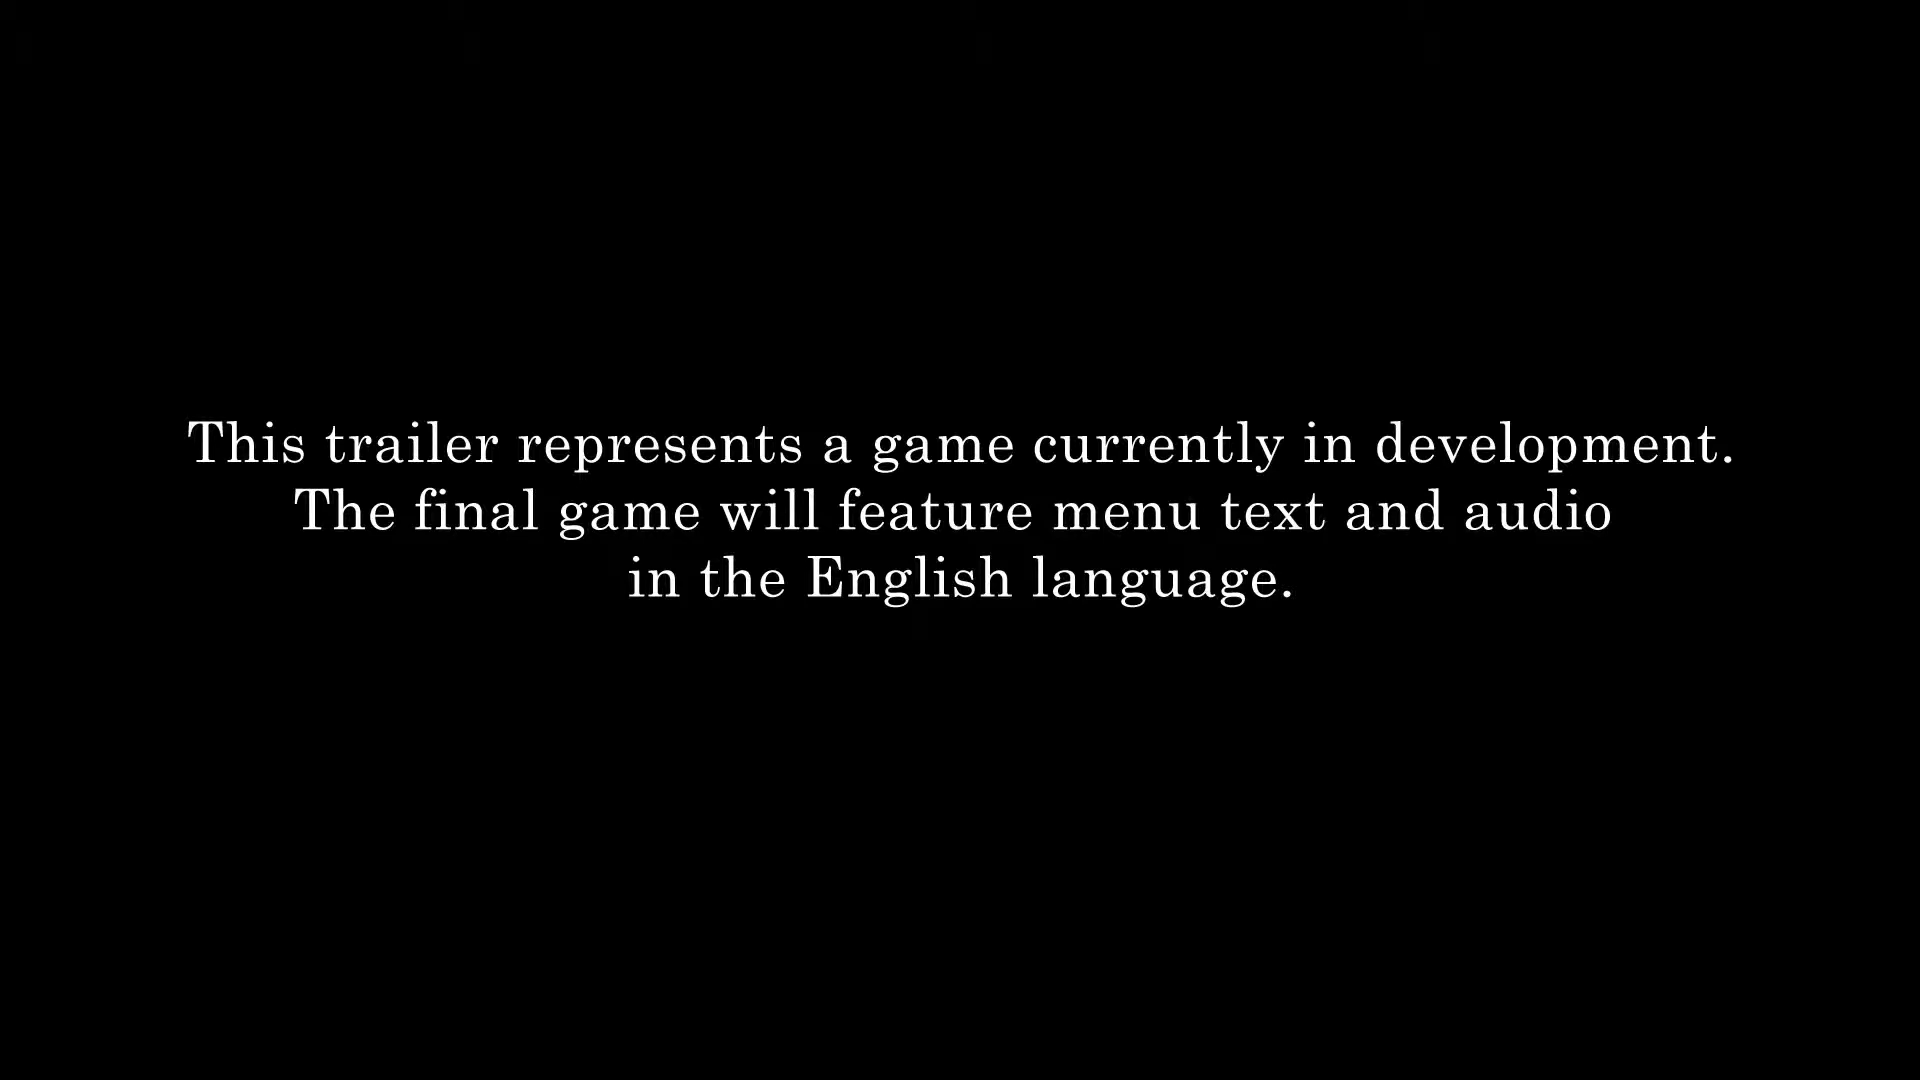 This trailer represents a game currently in development.
The final game will feature menu text and audio
in the English language.